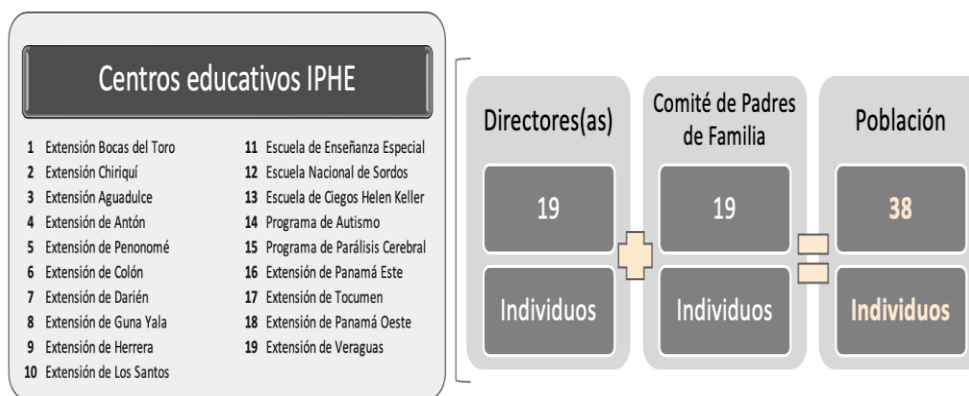 Centros educativos IPHE
1 Extensión Bocas del Toro
2 Extensión Chiriquí
3 Extensión Aguadulce
4 Extensión de Antón
5 Extensión de Penonomé
6 Extensión de Colón
7 Extensión de Darién
8 Extensión de Guna Yala
9 Extensión de Herrera
10 Extensión de Los Santos
11 Escuela de Enseñanza Especial
12 Escuela Nacional de Sordos
13 Escuela de Ciegos Helen Keller
14 Programa de Autismo
15 Programa de Parálisis Cerebral
16 Extensión de Panamá Este
17 Extensión de Tocumen
18 Extensión de Panamá Oeste
19 Extensión de Veraguas
Directores(as)
19
Individuos
Comité de Padres
de Familia
19
Individuos
Población
38
Individuos